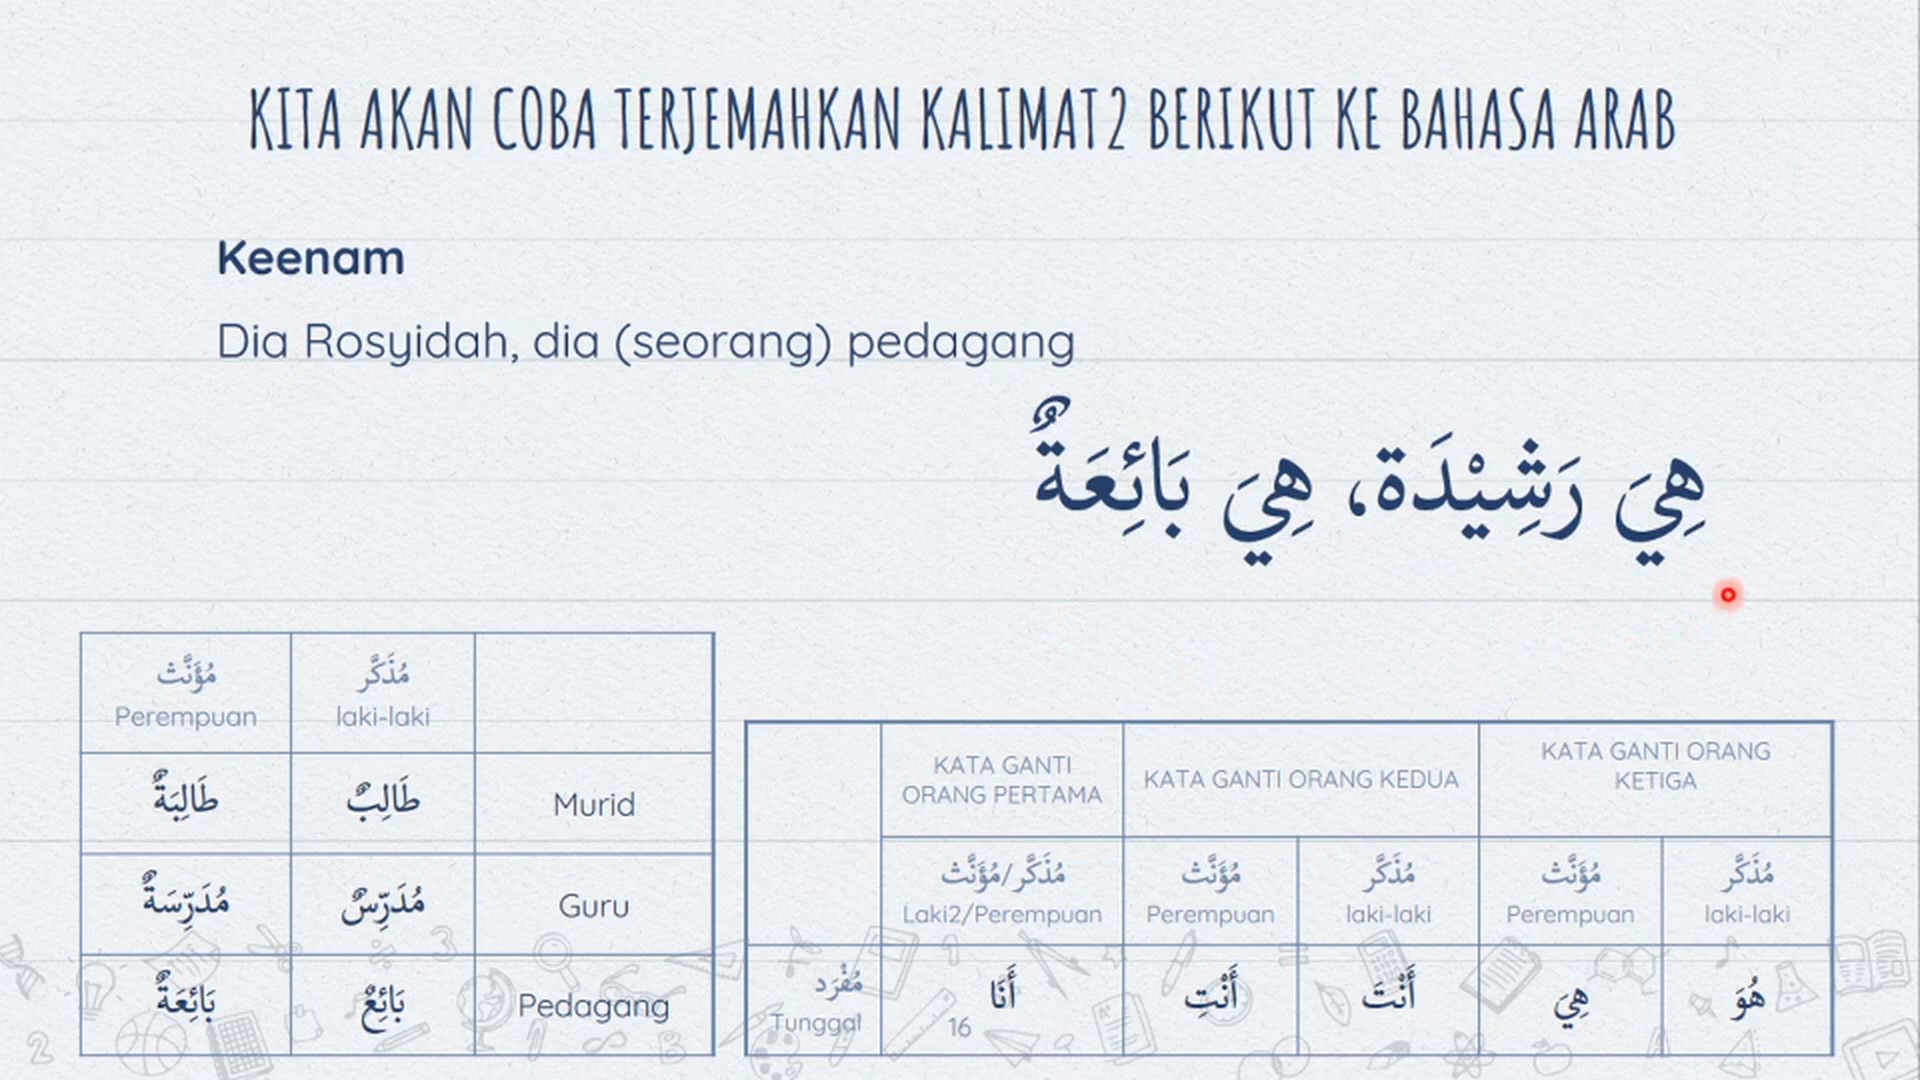 KITA AKAN COBA TERJEMAHKAN KALIMAT2 BERIKUT KE BAHASA ARAB
Keenam
Dia Rosyidah, dia (seorang) pedagang
هِيَ رَشِيْدَة، هِيَ بَائِعَةٌ
مُؤَنَّث مُذَكَّر
Perempuan laki-laki
طَالِبَةٌ طَالِبٌ Murid
مُدَرِّسَةٌ مُدَرِّسٌ Guru
بَائِعَةٌ بَائِعٌ Pedagang
KATA GANTI ORANG PERTAMA KATA GANTI ORANG KEDUA KATA GANTI ORANG KETIGA
مُذَكَّر/مُؤَنَّث مُؤَنَّث مُذَكَّر مُؤَنَّث مُذَكَّر
Laki2/Perempuan Perempuan laki-laki Perempuan laki-laki
مُفْرَد أَنَا أَنْتِ أَنْتَ هِيَ هُوَ
Tunggal
16